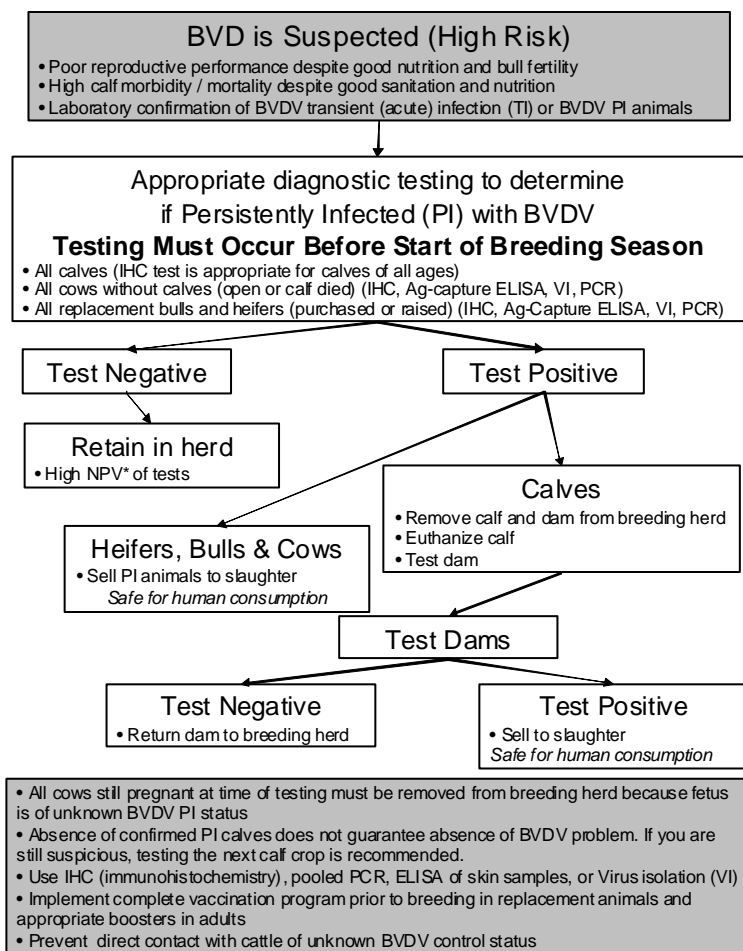 BVD is Suspected (High Risk)
• Poor reproductive performance despite good nutrition and bull fertility
• High calf morbidity / mortality despite good sanitation and nutrition
• Laboratory confirmation of BVDV transient (acute) infection (TI) or BVDV PI animals
Appropriate diagnostic testing to determine
if Persistently Infected (PI) with BVDV
Testing Must Occur Before Start of Breeding Season
• All calves (IHC test is appropriate for calves of all ages)
• All cows without calves (open or calf died) (IHC, Ag-capture ELISA, VI, PCR)
• All replacement bulls and heifers (purchased or raised) (IHC, Ag-Capture ELISA, VI, PCR)
Test Negative
Test Positive
Retain in herd
• High NPV* of tests
Calves
• Remove calf and dam from breeding herd
• Euthanize calf
• Test dam
Heifers, Bulls & Cows
• Sell PI animals to slaughter
Safe for human consumption
Test Dams
Test Negative
• Return dam to breeding herd
Test Positive
• Sell to slaughter
Safe for human consumption
• All cows still pregnant at time of testing must be removed from breeding herd because fetus
is of unknown BVDV PI status
• Absence of confirmed PI calves does not guarantee absence of BVDV problem. If you are
still suspicious, testing the next calf crop is recommended.
• Use IHC (immunohistochemistry), pooled PCR, ELISA of skin samples, or Virus isolation (VI)
• Implement complete vaccination program prior to breeding in replacement animals and
appropriate boosters in adults
• Prevent direct contact with cattle of unknown BVDV control status